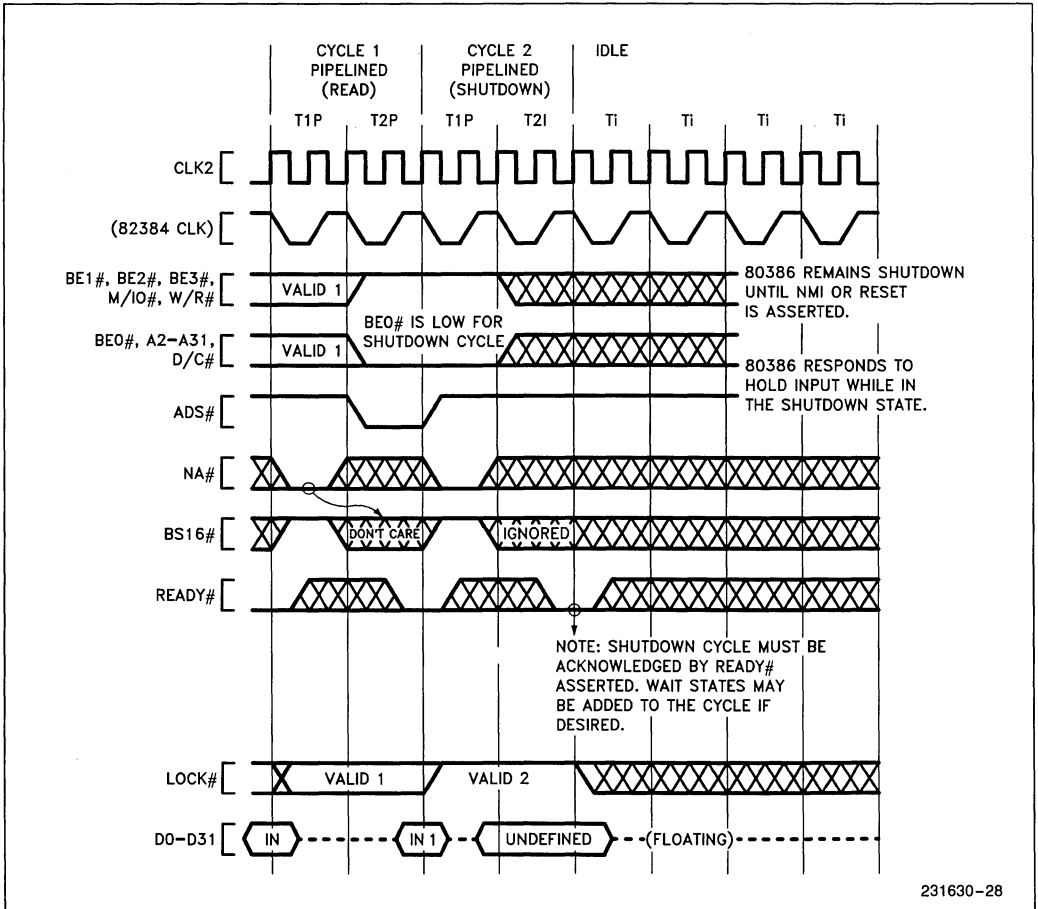 CYCLE 1 CYCLE 2 IDLE
PIPELINED PIPELINED
(READ) (SHUTDOWN)
T1P T2P T1P T2I Ti Ti Ti Ti
CLK2
(82384 CLK)
BE1#, BE2#, BE3#,
M/IO#, W/R#
VALID 1
80386 REMAINS SHUTDOWN
UNTIL NMI OR RESET
IS ASSERTED.
BE0# IS LOW FOR
SHUTDOWN CYCLE
BE0#, A2-A31,
D/C#
VALID 1
80386 RESPONDS TO
HOLD INPUT WHILE IN
THE SHUTDOWN STATE.
ADS#
NA#
BS16# DON'T CARE IGNORED
READY#
NOTE: SHUTDOWN CYCLE MUST BE
ACKNOWLEDGED BY READY#
ASSERTED. WAIT STATES MAY
BE ADDED TO THE CYCLE IF
DESIRED.
LOCK# VALID 1 VALID 2
D0-D31 IN IN 1 UNDEFINED (FLOATING)
231630-28